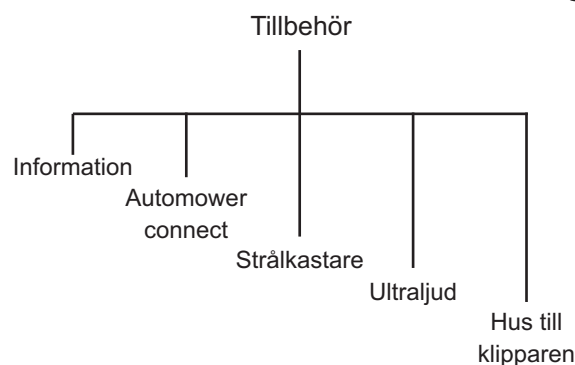 Tillbehör
Information
Automower
connect
Strålkastare
Ultraljud
Hus till
klipparen